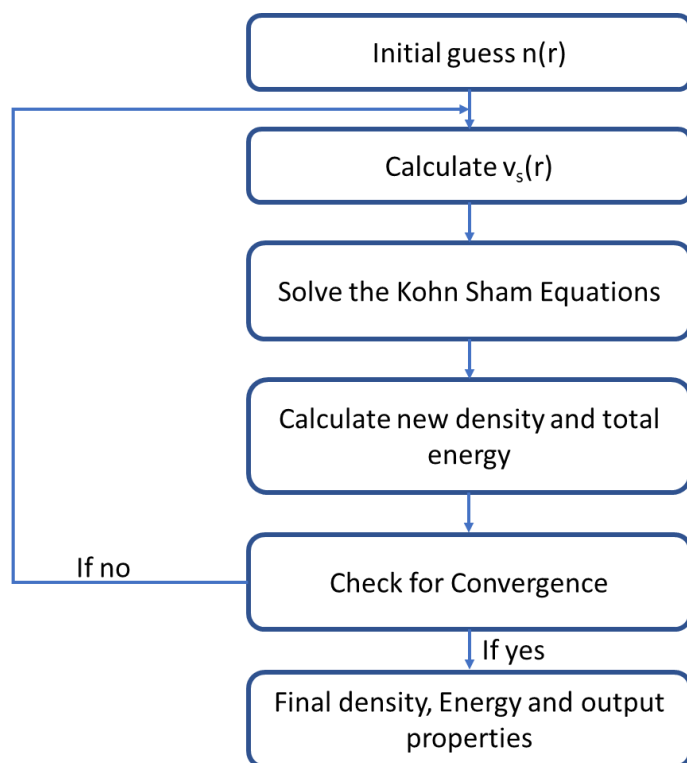 Initial guess n(r)
Calculate vₛ(r)
Solve the Kohn Sham Equations
Calculate new density and total
energy
If no
Check for Convergence
If yes
Final density, Energy and output
properties